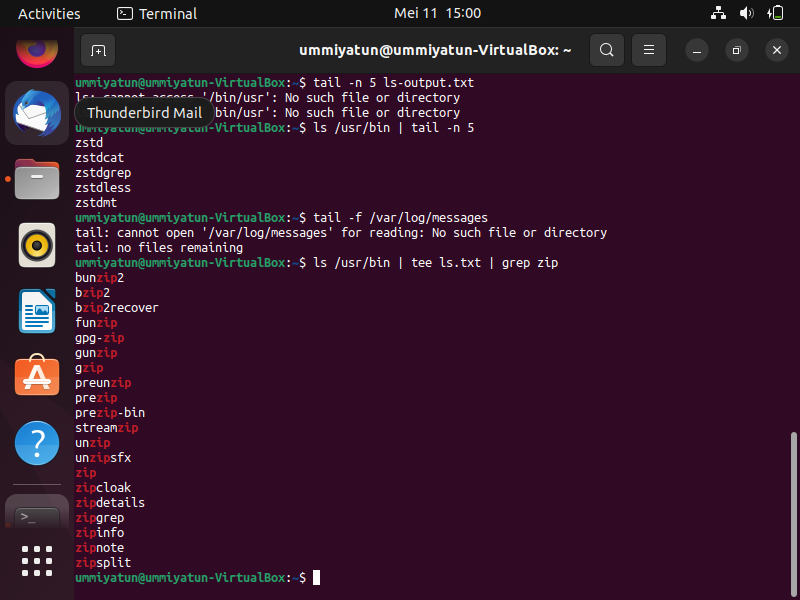 Activities
Terminal
Mei 11 15:00
ummiyatun@ummiyatun-VirtualBox: ~
ummiyatun@ummiyatun-VirtualBox:~$ tail -n 5 ls-output.txt
ls: cannot access '/bin/usr': No such file or directory
Thunderbird Mail
bin/usr': No such file or directory
ummiyatun@ummiyatun-VirtualBox:~$ ls /usr/bin | tail -n 5
zstd
zstdcat
zstdgrep
zstdless
zstdmt
ummiyatun@ummiyatun-VirtualBox:~$ tail -f /var/log/messages
tail: cannot open '/var/log/messages' for reading: No such file or directory
tail: no files remaining
ummiyatun@ummiyatun-VirtualBox:~$ ls /usr/bin | tee ls.txt | grep zip
bunzip2
bzip2
bzip2recover
funzip
gpg-zip
gunzip
gzip
preunzip
prezip
prezip-bin
streamzip
unzip
unzipsfx
zip
zipcloak
zipdetails
zipgrep
zipinfo
zipnote
zipsplit
ummiyatun@ummiyatun-VirtualBox:~$